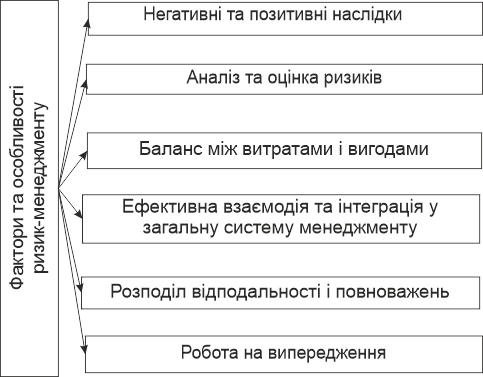 Фактори та особливості
ризик-менеджменту
Негативні та позитивні наслідки
Аналіз та оцінка ризиків
Баланс між витратами і вигодами
Ефективна взаємодія та інтеграція у
загальну систему менеджменту
Розподіл відподальності і повноважень
Робота на випередження